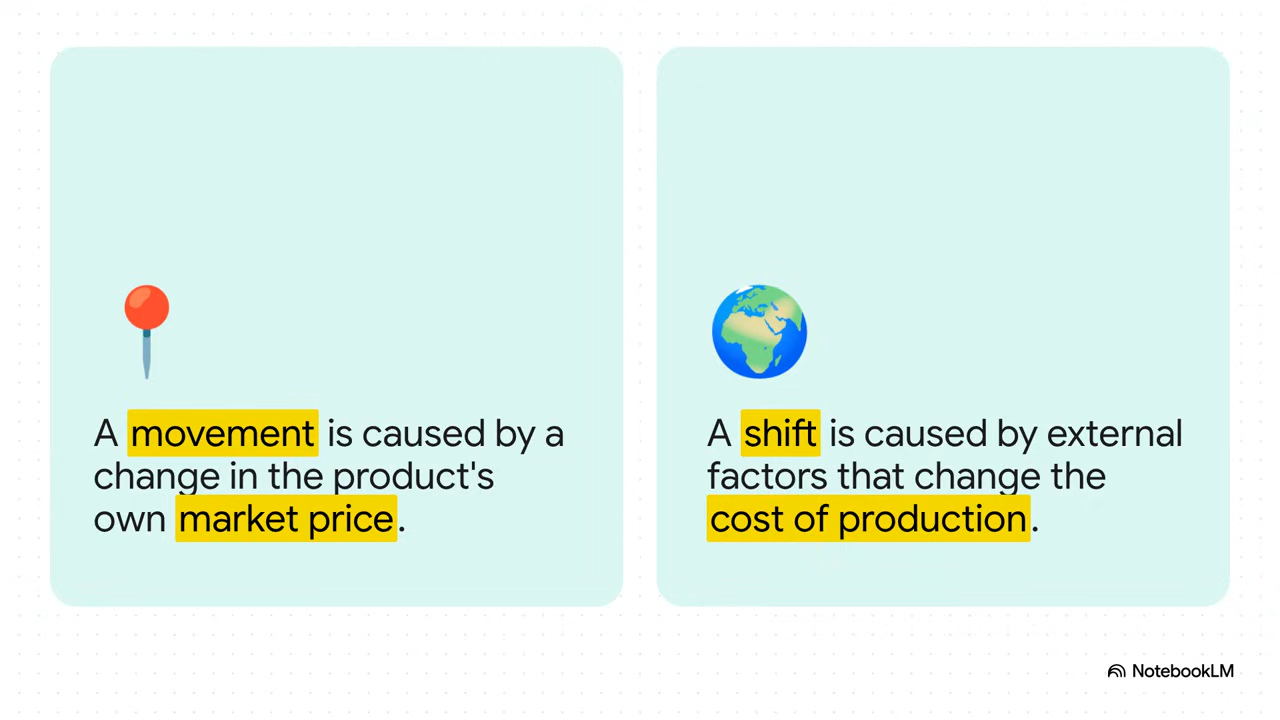 A movement is caused by a
change in the product's
own market price.
A shift is caused by external
factors that change the
cost of production.
NotebookLM